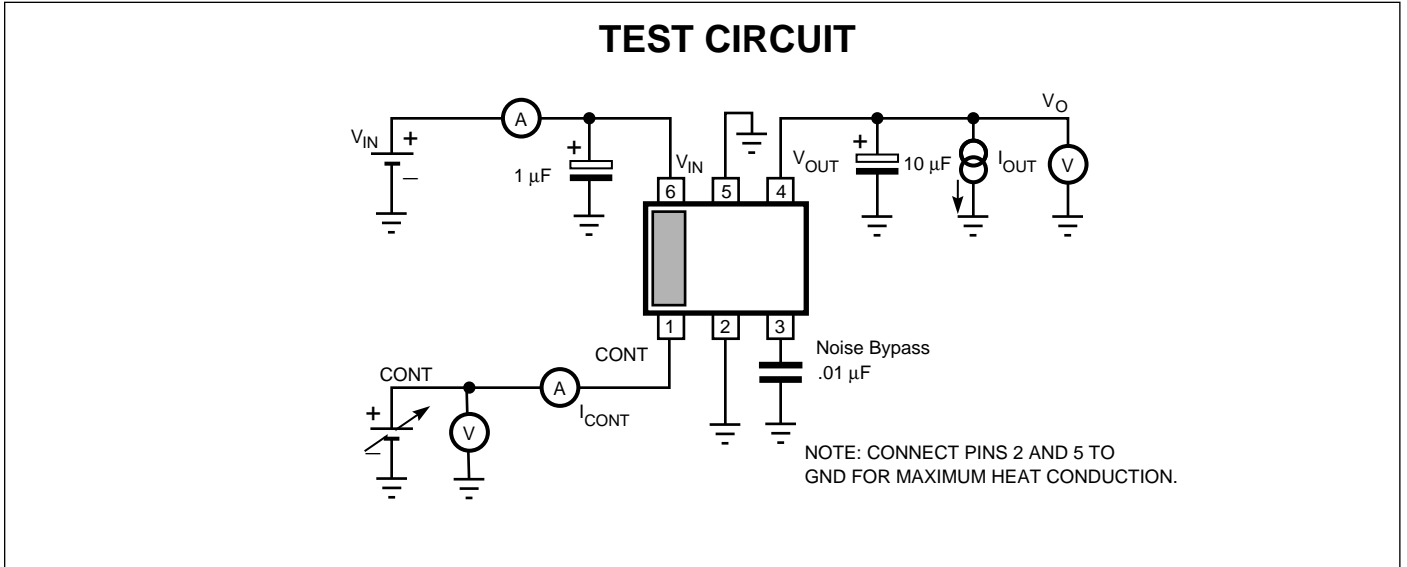 TEST CIRCUIT
V_IN
+
_
A
+
1 µF
V_IN
6
5
4
V_OUT
+
10 µF
I_OUT
V_O
V
1
2
3
CONT
Noise Bypass
.01 µF
CONT
+
_
V
A
I_CONT
NOTE: CONNECT PINS 2 AND 5 TO
GND FOR MAXIMUM HEAT CONDUCTION.